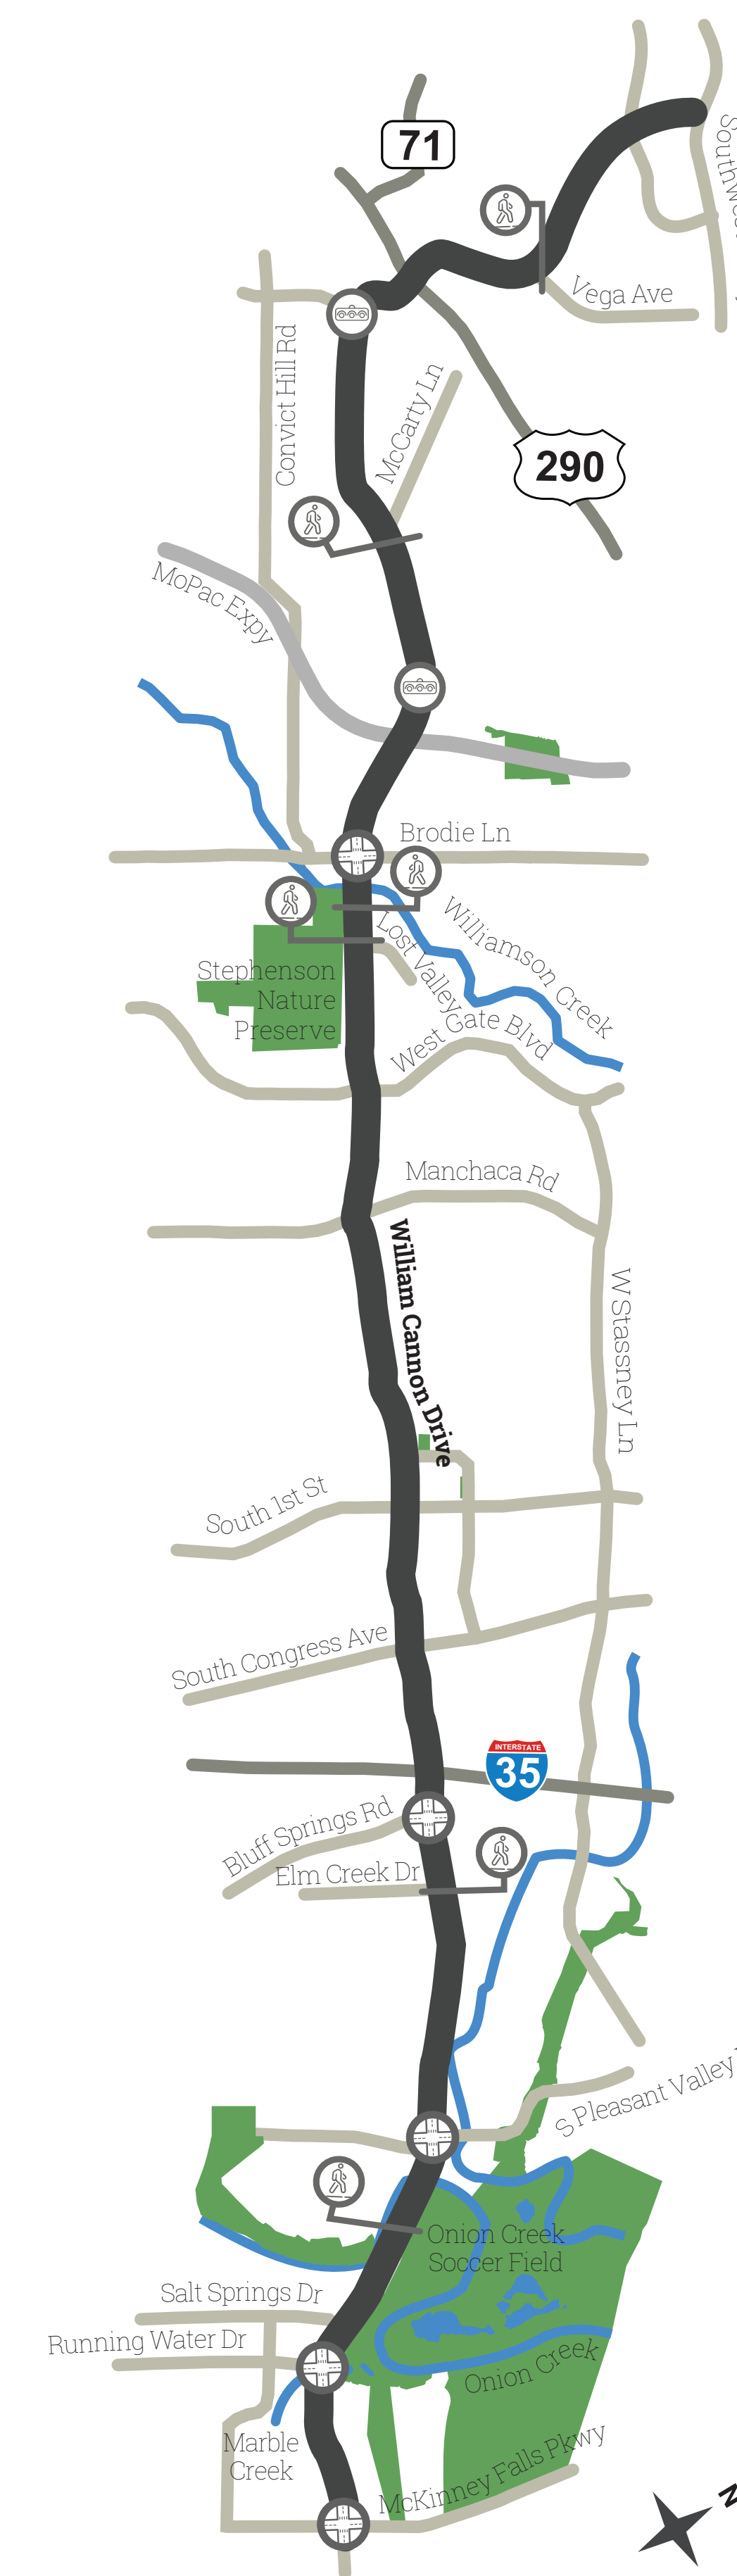 71
Vega Ave
Convict Hill Rd
McCarty Ln
290
MoPac Expy
Brodie Ln
Williamson Creek
Lost Valley
Stephenson
Nature
Preserve
West Gate Blvd
Manchaca Rd
William Cannon Drive
W Stassney Ln
South 1st St
South Congress Ave
INTERSTATE
35
Bluff Springs Rd
Elm Creek Dr
S Pleasant Valley
Onion Creek
Soccer Field
Salt Springs Dr
Running Water Dr
Onion Creek
Marble
Creek
McKinney Falls Pkwy
N